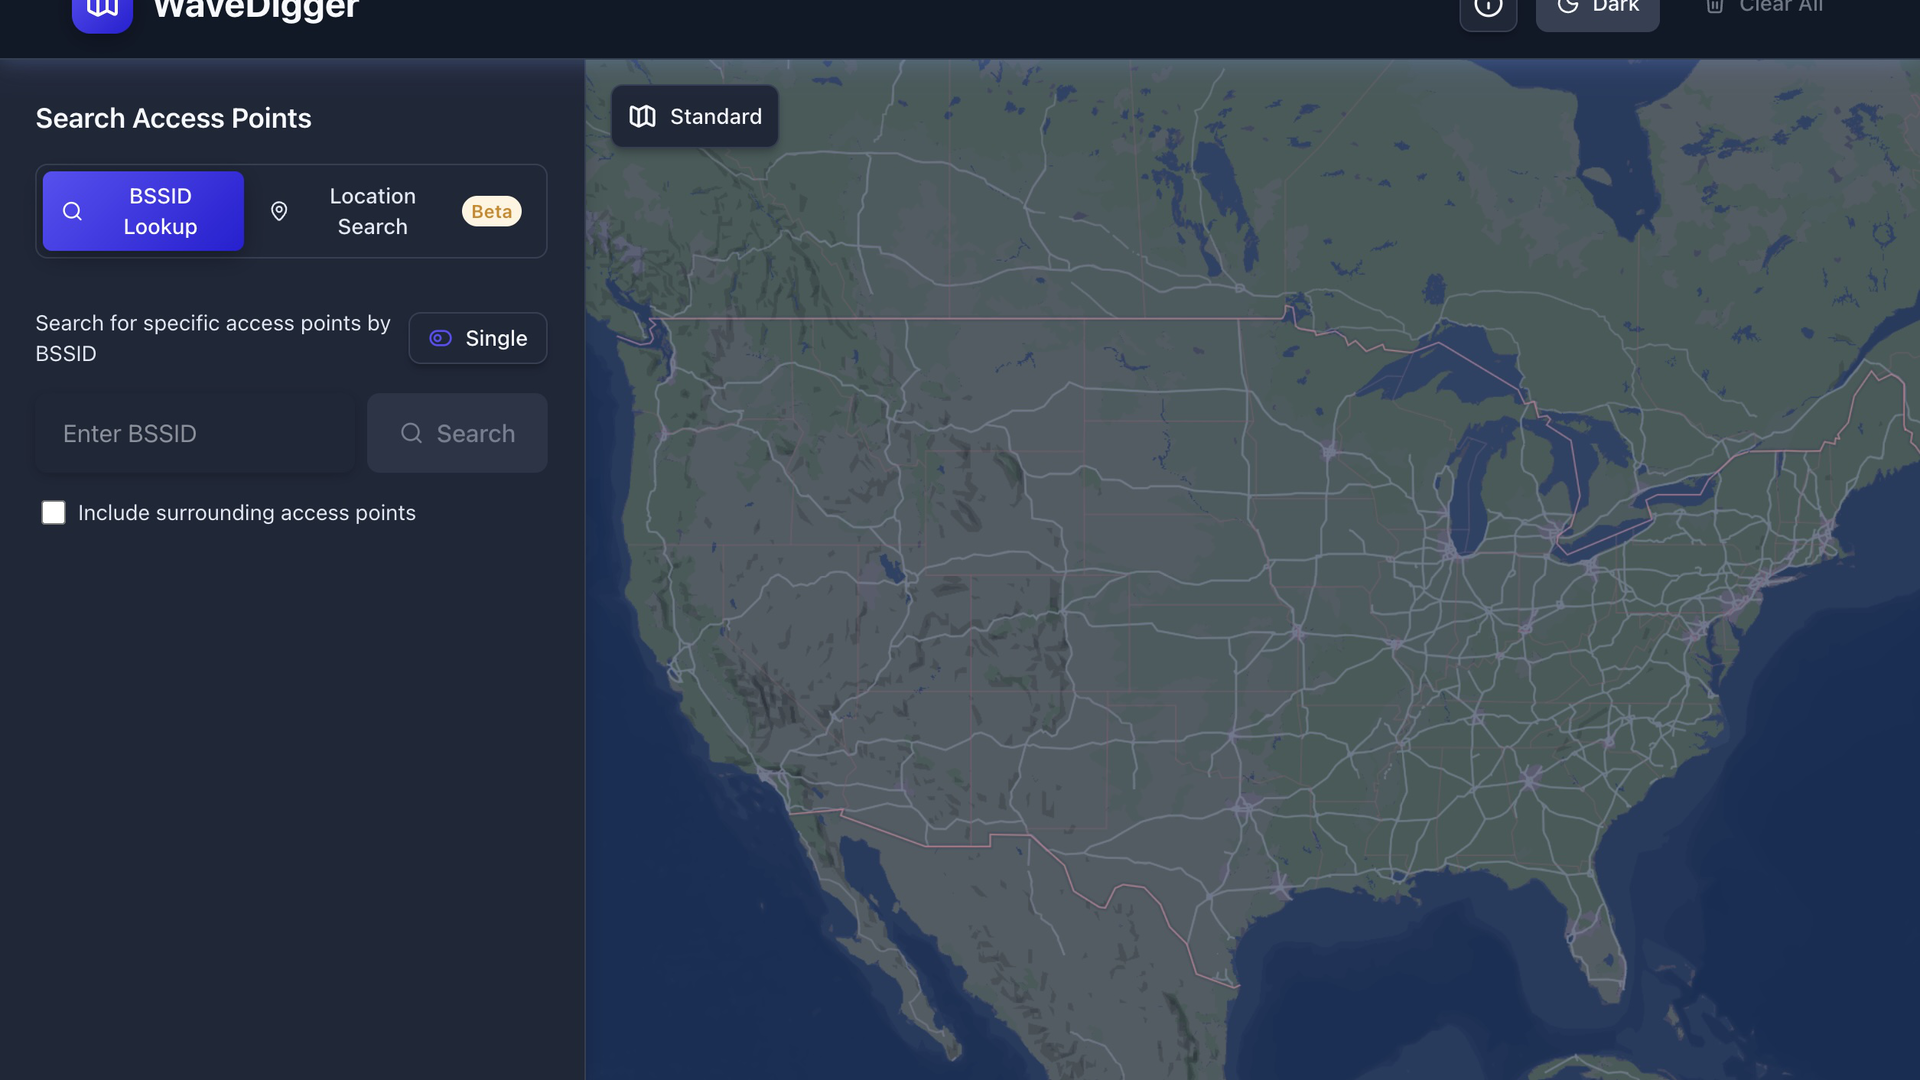 WaveDigger
Dark
Clear All
Search Access Points
BSSID
Lookup
Location
Search
Beta
Search for specific access points by
BSSID
Single
Enter BSSID
Search
Include surrounding access points
Standard